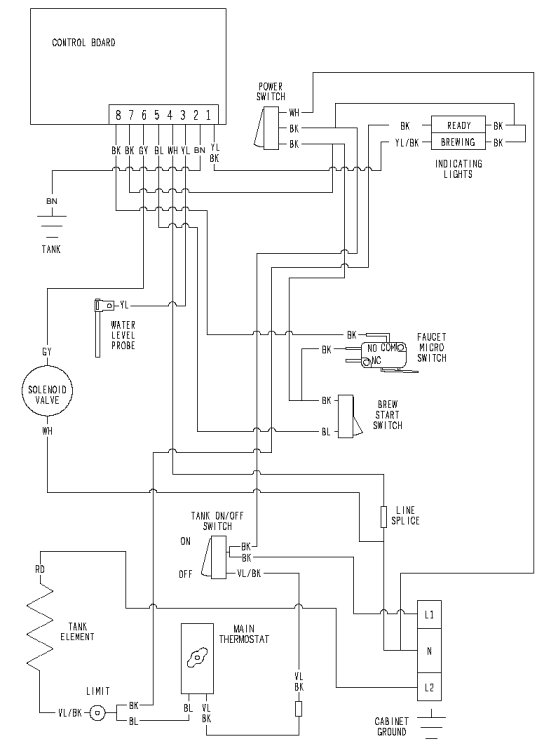 CONTROL BOARD
8 7 6 5 4 3 2 1
BK BK GY BL WH YL BN YL
BK
POWER
SWITCH
WH
BK
BK
BK
READY
BK
YL/BK
BREWING
BK
INDICATING
LIGHTS
BN
TANK
YL
WATER
LEVEL
PROBE
BK
NO COM
NC
BK
FAUCET
MICRO
SWITCH
GY
SOLENOID
VALVE
WH
BK
BL
BREW
START
SWITCH
LINE
SPLICE
TANK ON/OFF
SWITCH
ON
OFF
BK
BK
VL/BK
RD
TANK
ELEMENT
MAIN
THERMOSTAT
L1
N
L2
LIMIT
VL/BK
BK
BL
BL
VL
BK
VL
BK
CABINET
GROUND